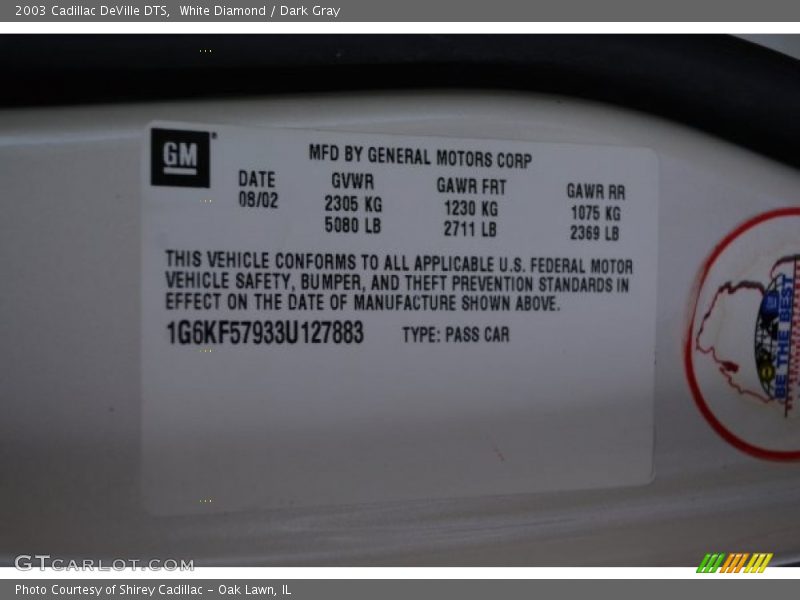 2003 Cadillac DeVille DTS,  White Diamond / Dark Gray
GM
MFD BY GENERAL MOTORS CORP
DATE GVWR GAWR FRT GAWR RR
08/02 2305 KG 1230 KG 1075 KG
5080 LB 2711 LB 2369 LB
THIS VEHICLE CONFORMS TO ALL APPLICABLE U.S. FEDERAL MOTOR
VEHICLE SAFETY, BUMPER, AND THEFT PREVENTION STANDARDS IN
EFFECT ON THE DATE OF MANUFACTURE SHOWN ABOVE.
1G6KF57933U127883 TYPE: PASS CAR
BE THE BEST
GTCARLOT.COM
Photo Courtesy of Shirey Cadillac - Oak Lawn, IL